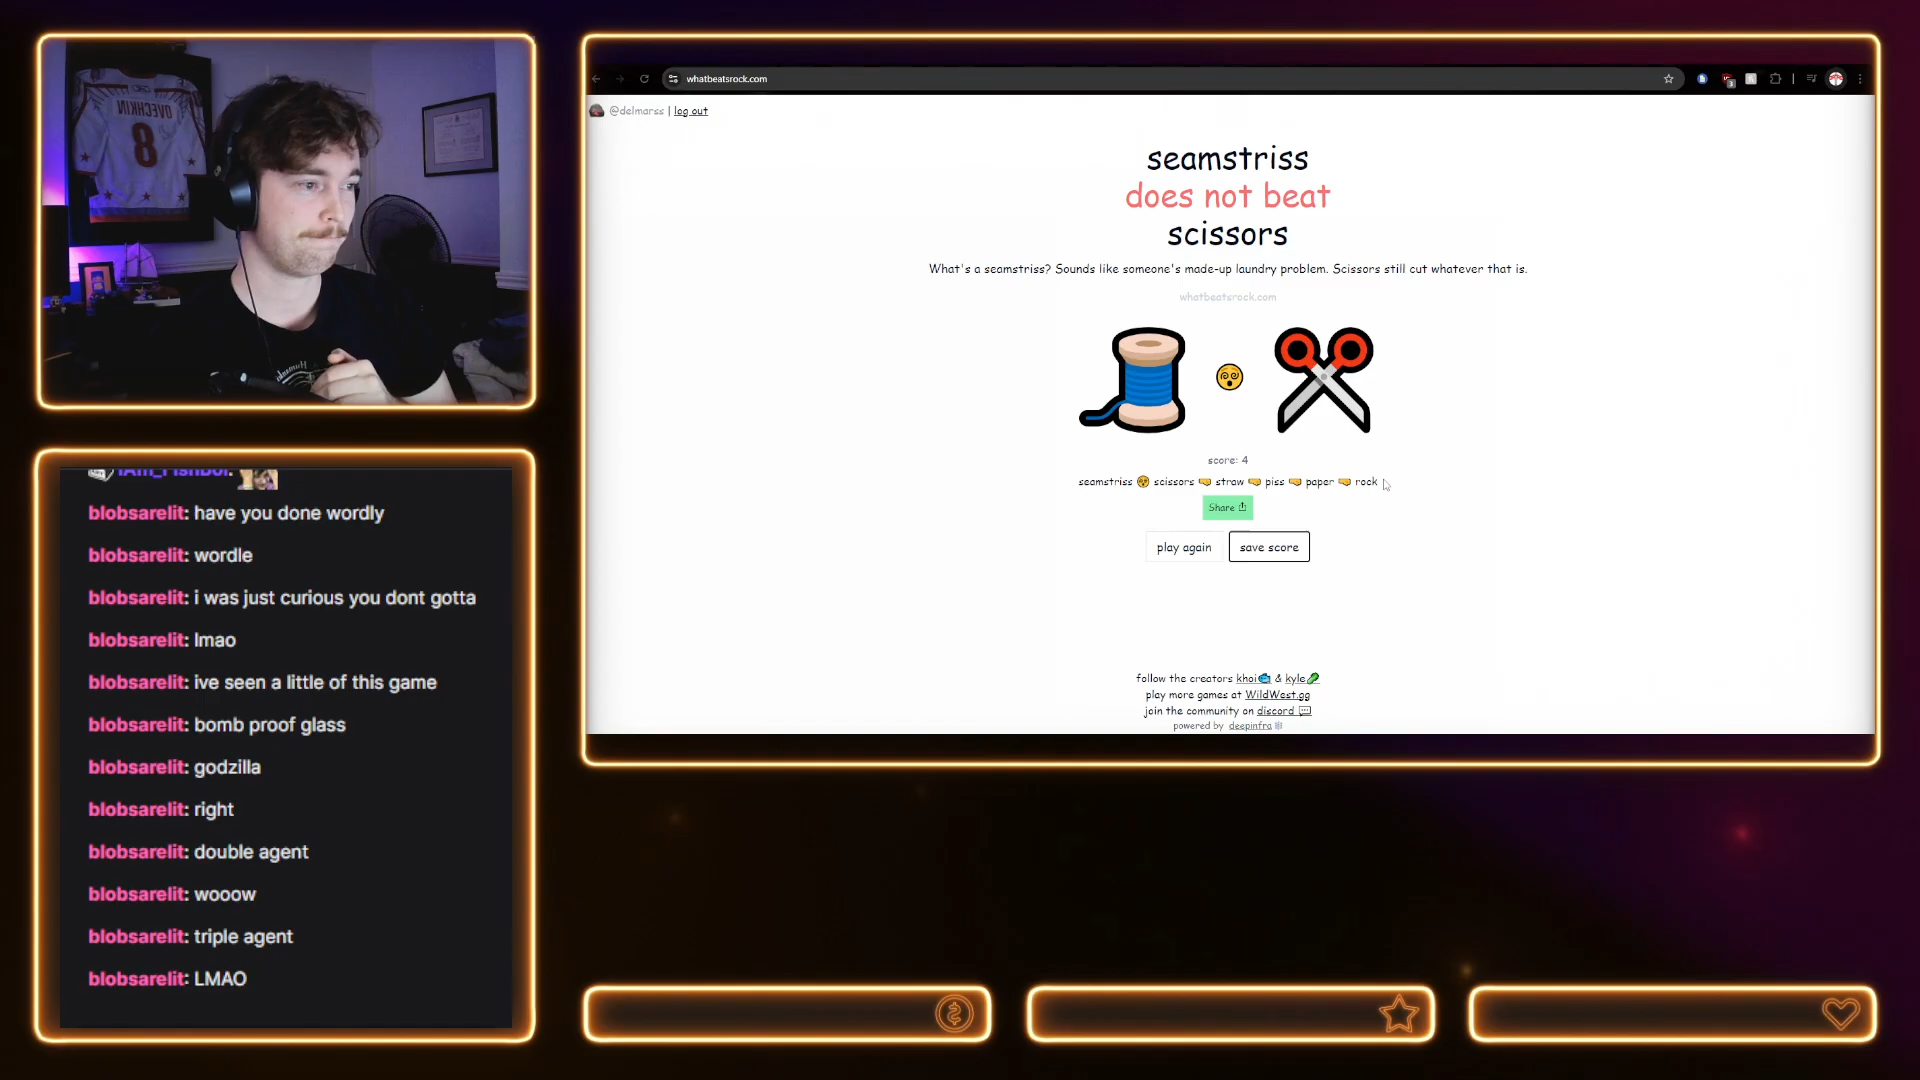 OVECHKIN
8
iAm_FishBoi:
blobsarelit: have you done wordly
blobsarelit: wordle
blobsarelit: i was just curious you dont gotta
blobsarelit: lmao
blobsarelit: ive seen a little of this game
blobsarelit: bomb proof glass
blobsarelit: godzilla
blobsarelit: right
blobsarelit: double agent
blobsarelit: wooow
blobsarelit: triple agent
blobsarelit: LMAO
whatbeatsrock.com
@delmarss | log out
seamstriss
does not beat
scissors
What's a seamstriss? Sounds like someone's made-up laundry problem. Scissors still cut whatever that is.
whatbeatsrock.com
score: 4
seamstriss 😵 scissors 🤜 straw 🤜 piss 🤜 paper 🤜 rock
Share
play again save score
follow the creators khoi🐟 & kyle🥒
play more games at WildWest.gg
join the community on discord 💬
powered by deepinfra